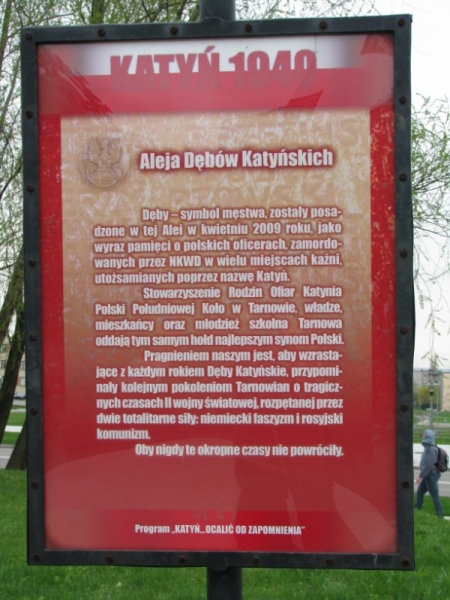 KATYŃ 1940
Aleja Dębów Katyńskich
Dęby – symbol męstwa, zostały posa-
dzone w tej Alei w kwietniu 2009 roku, jako
wyraz pamięci o polskich oficerach, zamordo-
wanych przez NKWD w wielu miejscach kaźni,
utożsamianych poprzez nazwę Katyń.
Stowarzyszenie Rodzin Ofiar Katynia
Polski Południowej Koło w Tarnowie, władze,
mieszkańcy oraz młodzież szkolna Tarnowa
oddają tym samym hołd najlepszym synom Polski.
Pragnieniem naszym jest, aby wzrasta-
jące z każdym rokiem Dęby Katyńskie, przypomi-
nały kolejnym pokoleniom Tarnowian o tragicz-
nych czasach II wojny światowej, rozpętanej przez
dwie totalitarne siły: niemiecki faszyzm i rosyjski
komunizm.
Oby nigdy te okropne czasy nie powróciły.
Program „KATYŃ...OCALIĆ OD ZAPOMNIENIA"